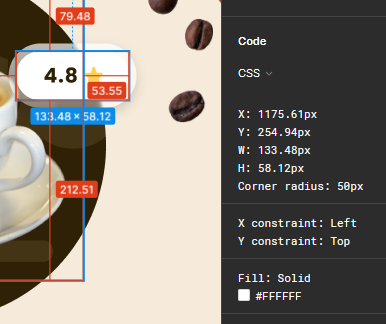 79.48
4.8
53.55
133.48 × 58.12
212.51
Code
CSS
X: 1175.61px
Y: 254.94px
W: 133.48px
H: 58.12px
Corner radius: 50px
X constraint: Left
Y constraint: Top
Fill: Solid
#FFFFFF